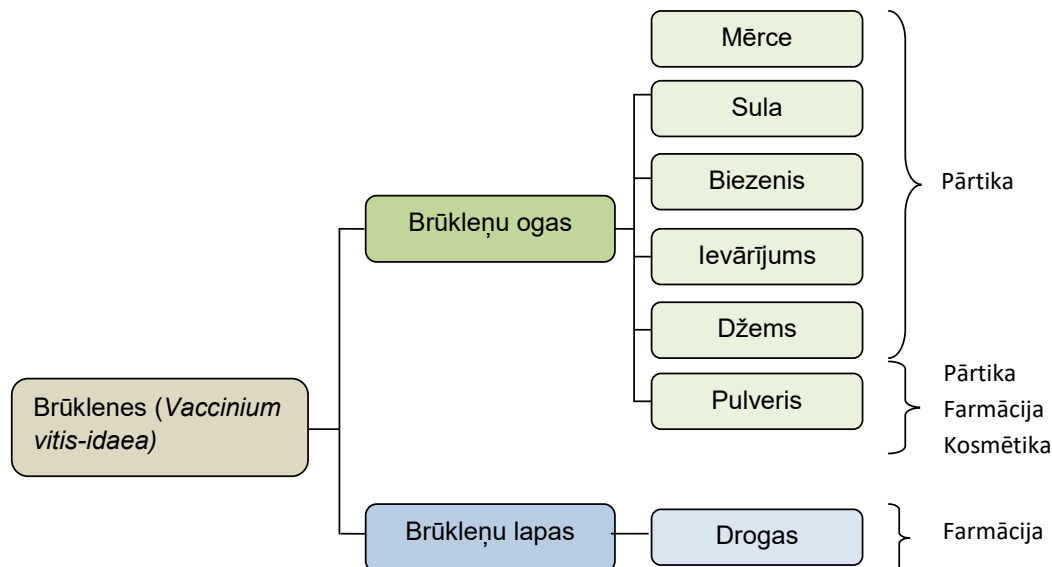 Mērce
Sula
Biezenis
Pārtika
Brūkleņu ogas
Ievārījums
Džems
Pārtika
Brūklenes (Vaccinium
vitis-idaea)
Pulveris
Farmācija
Kosmētika
Brūkleņu lapas
Drogas
Farmācija